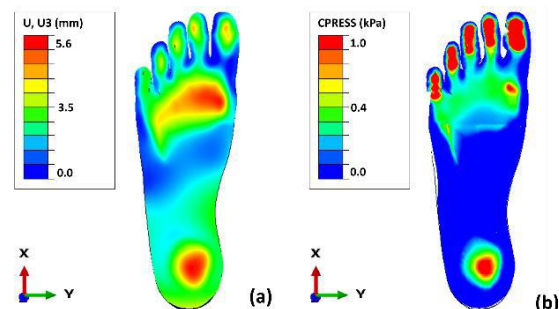 U, U3 (mm)
5.6
3.5
0.0
X
Y
(a)
CPRESS (kPa)
1.0
0.4
0.0
X
Y
(b)